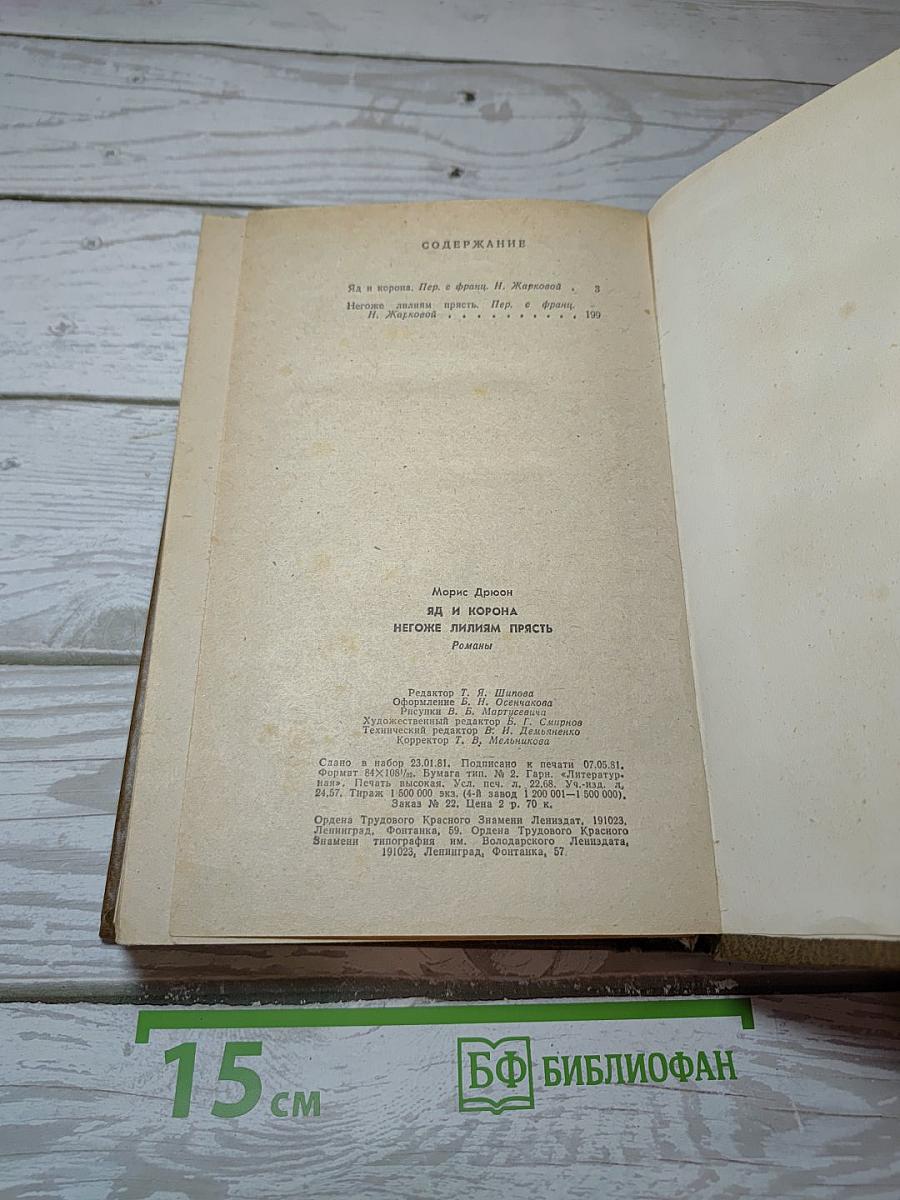 СОДЕРЖАНИЕ
Яд и корона. Пер. с франц. Н. Жарковой . 3
Негоже лилиям прясть. Пер. с франц.
Н. Жарковой . . . . . . . . . . 199
Морис Дрюон
ЯД И КОРОНА
НЕГОЖЕ ЛИЛИЯМ ПРЯСТЬ
Романы
Редактор Т. Я. Шипова
Оформление Б. Н. Осенчакова
Рисунки В. Б. Мартусевича
Художественный редактор Б. Г. Смирнов
Технический редактор В. И. Демьяненко
Корректор Т. В. Мельникова
Сдано в набор 23.01.81. Подписано к печати 07.05.81.
Формат 84×108¹/₃₂. Бумага тип. № 2. Гарн. «Литератур-
ная». Печать высокая. Усл. печ. л. 22,68. Уч.-изд. л.
24,57. Тираж 1 500 000 экз. (4-й завод 1 200 001—1 500 000).
Заказ № 22. Цена 2 р. 70 к.
Ордена Трудового Красного Знамени Лениздат, 191023,
Ленинград, Фонтанка, 59. Ордена Трудового Красного
Знамени типография им. Володарского Лениздата,
191023, Ленинград, Фонтанка, 57.
15 см
БФ БИБЛИОФАН